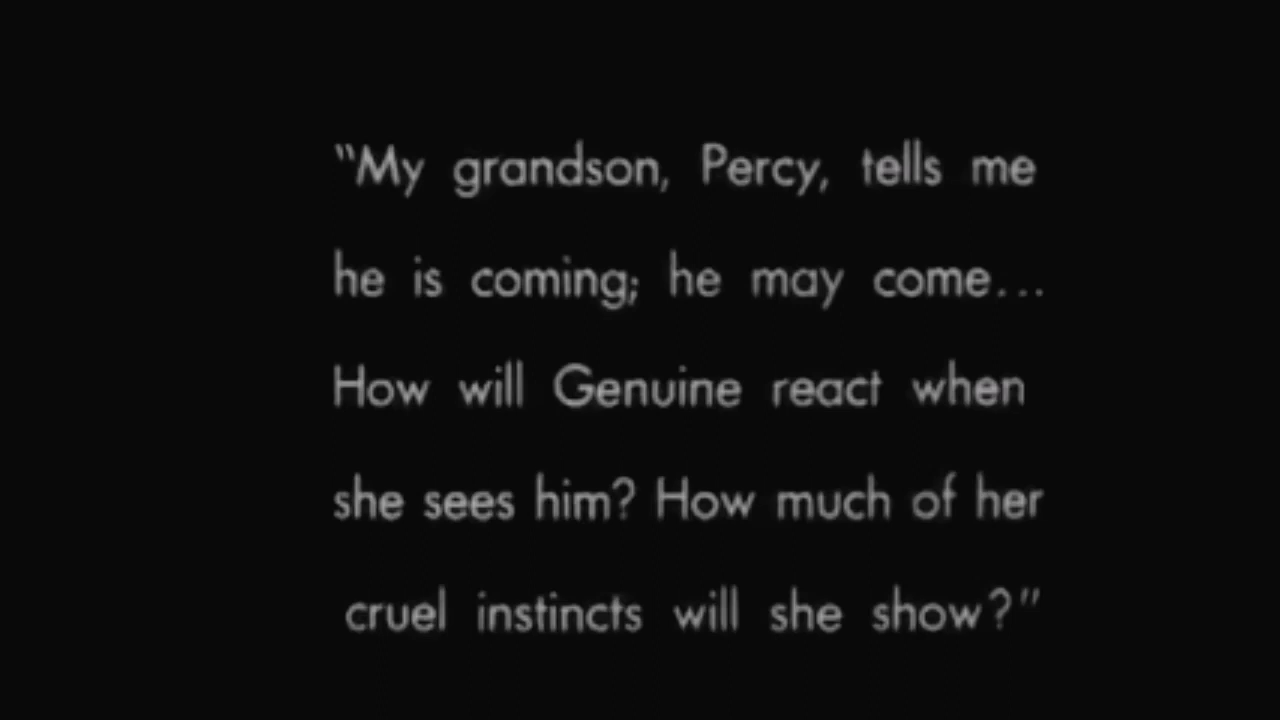 “My grandson, Percy, tells me
he is coming; he may come...
How will Genuine react when
she sees him? How much of her
cruel instincts will she show?”